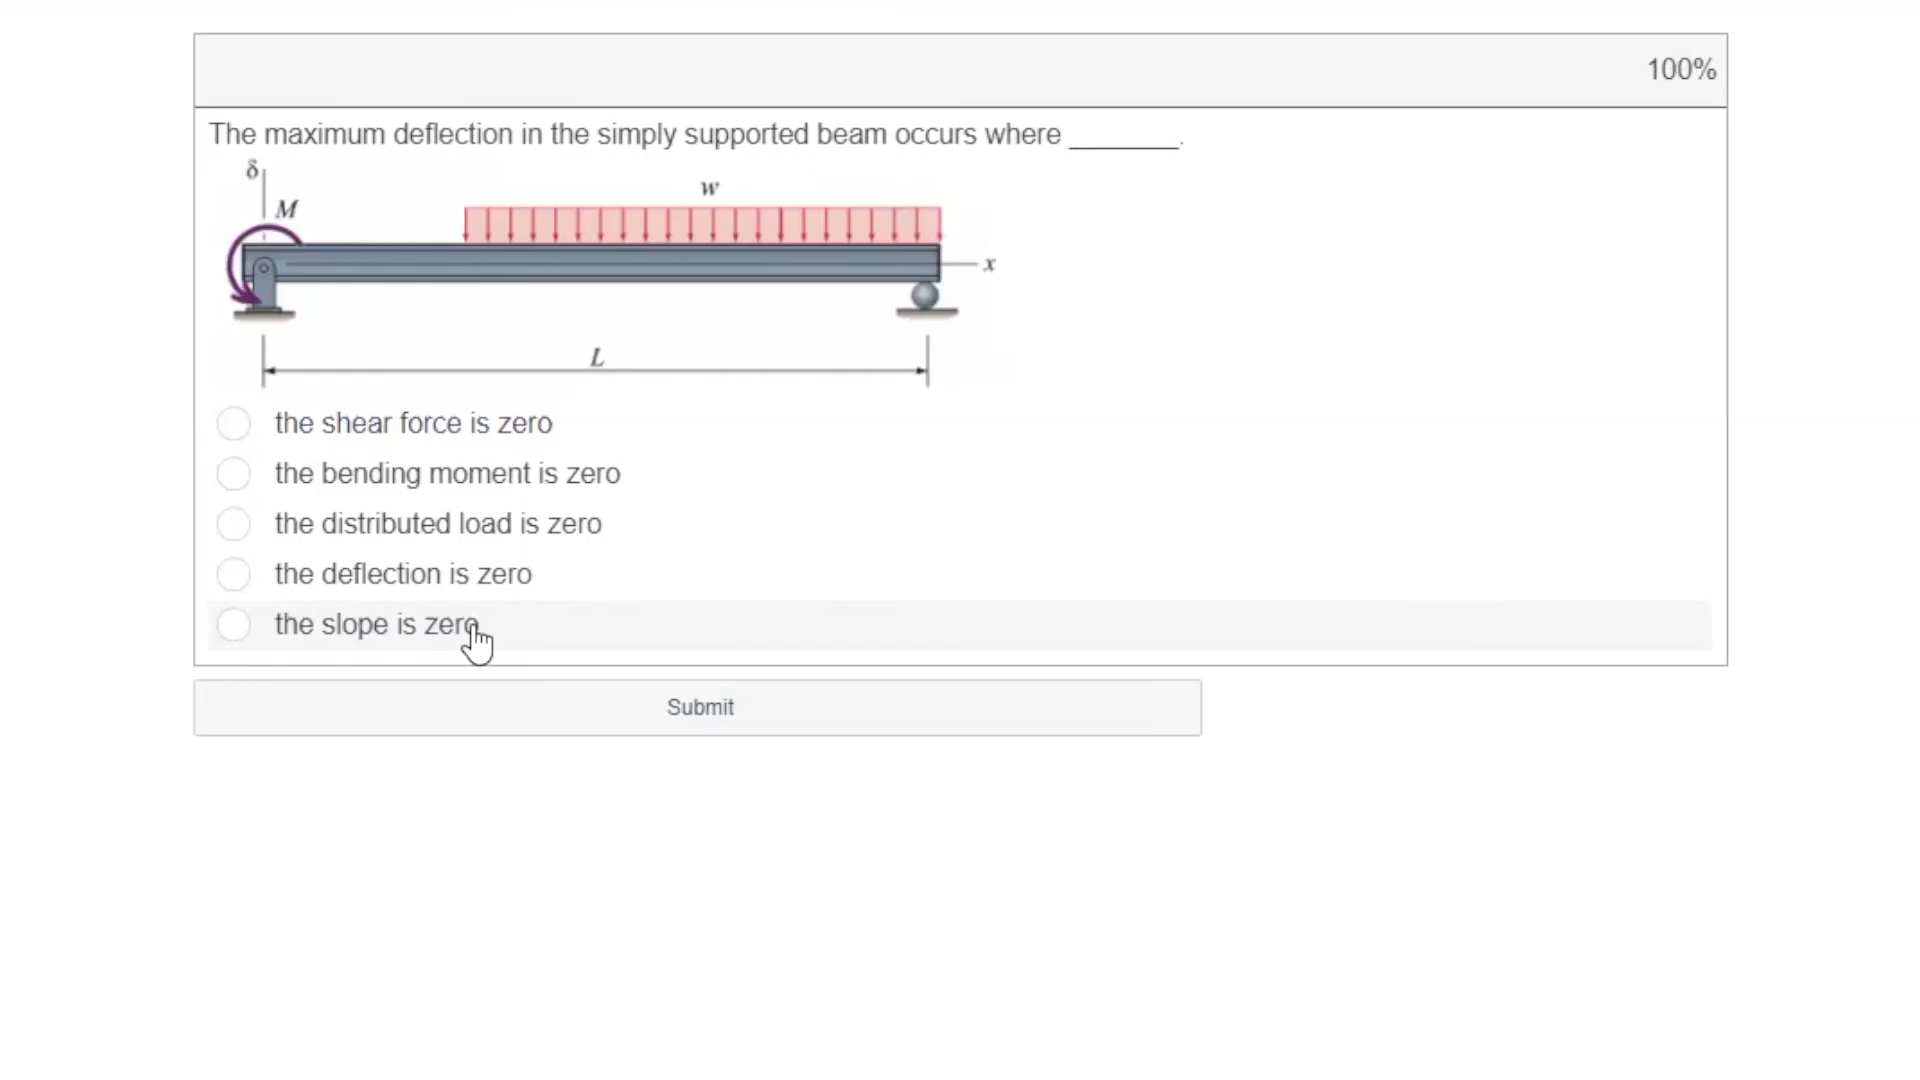 100%
The maximum deflection in the simply supported beam occurs where ________.
δ
M
w
x
L
the shear force is zero
the bending moment is zero
the distributed load is zero
the deflection is zero
the slope is zero
Submit